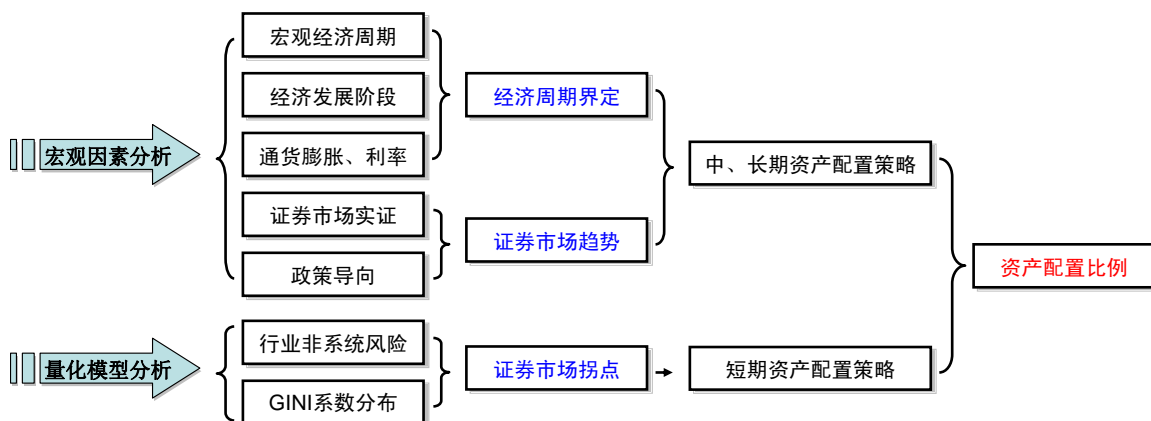 宏观因素分析
宏观经济周期
经济发展阶段
通货膨胀、利率
证券市场实证
政策导向
经济周期界定
证券市场趋势
中、长期资产配置策略
量化模型分析
行业非系统风险
GINI系数分布
证券市场拐点
短期资产配置策略
资产配置比例